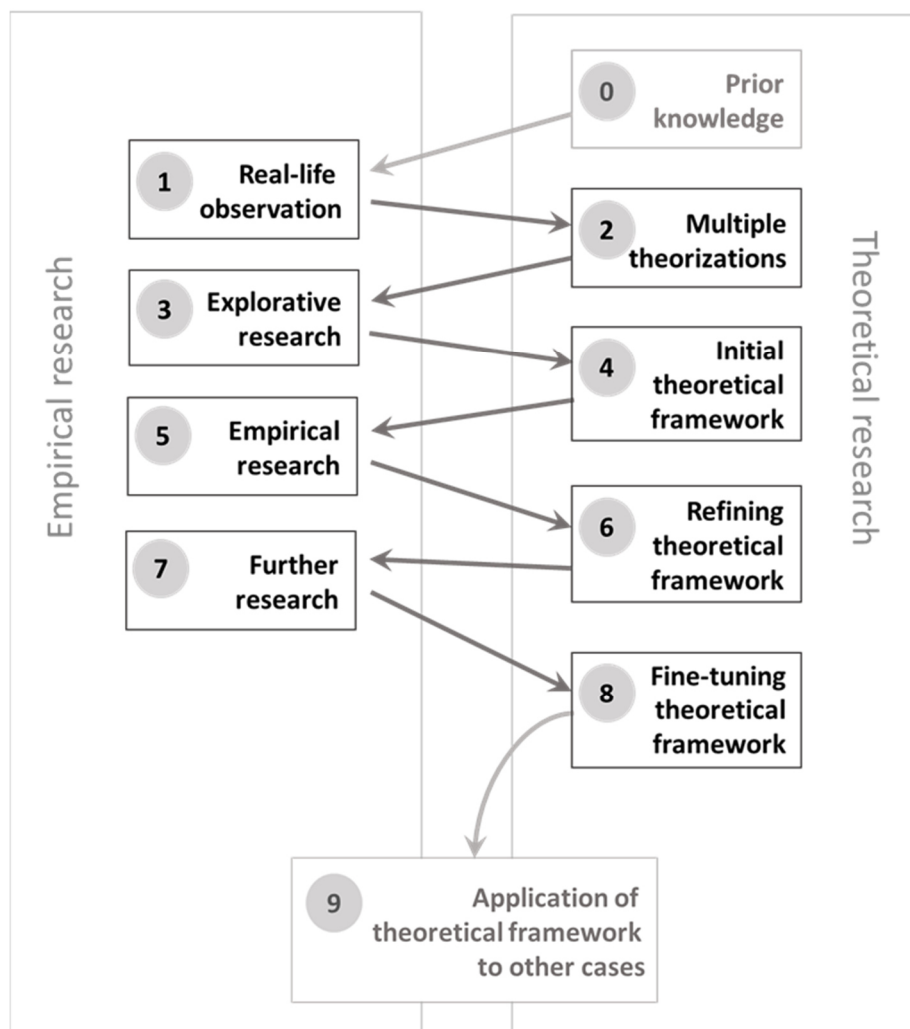 Empirical research
Theoretical research
0
Prior
knowledge
1
Real-life
observation
2
Multiple
theorizations
3
Explorative
research
4
Initial
theoretical
framework
5
Empirical
research
6
Refining
theoretical
framework
7
Further
research
8
Fine-tuning
theoretical
framework
9
Application of
theoretical framework
to other cases